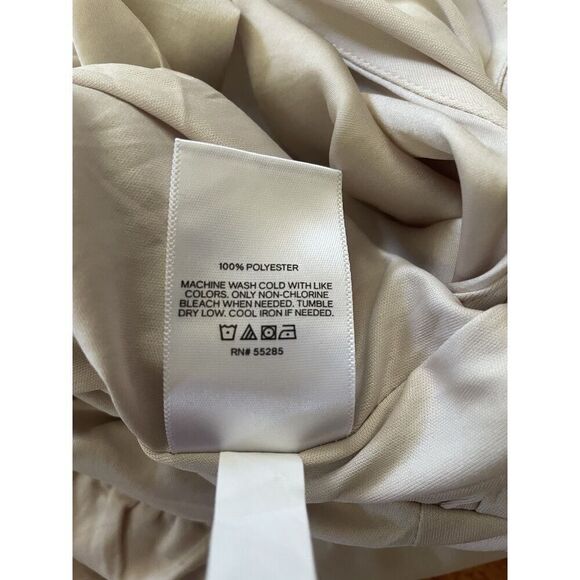 100% POLYESTER
MACHINE WASH COLD WITH LIKE
COLORS. ONLY NON-CHLORINE
BLEACH WHEN NEEDED. TUMBLE
DRY LOW. COOL IRON IF NEEDED.
RN# 55285